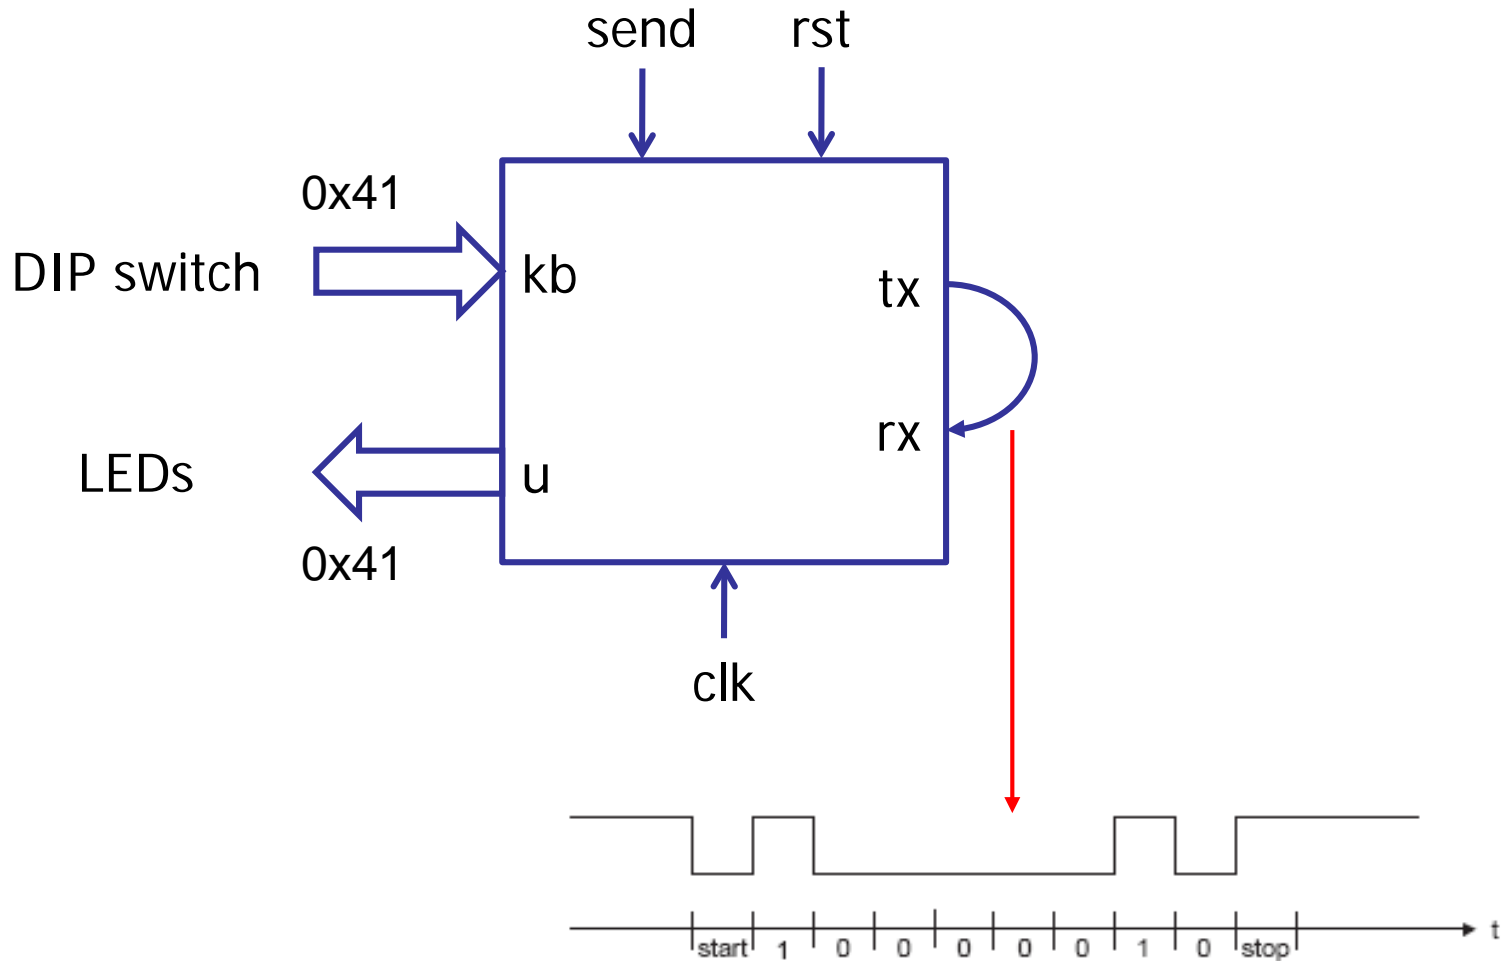 send rst
0x41
DIP switch kb tx
rx
LEDs u
0x41
clk
start 1 0 0 0 0 0 1 0 stop t